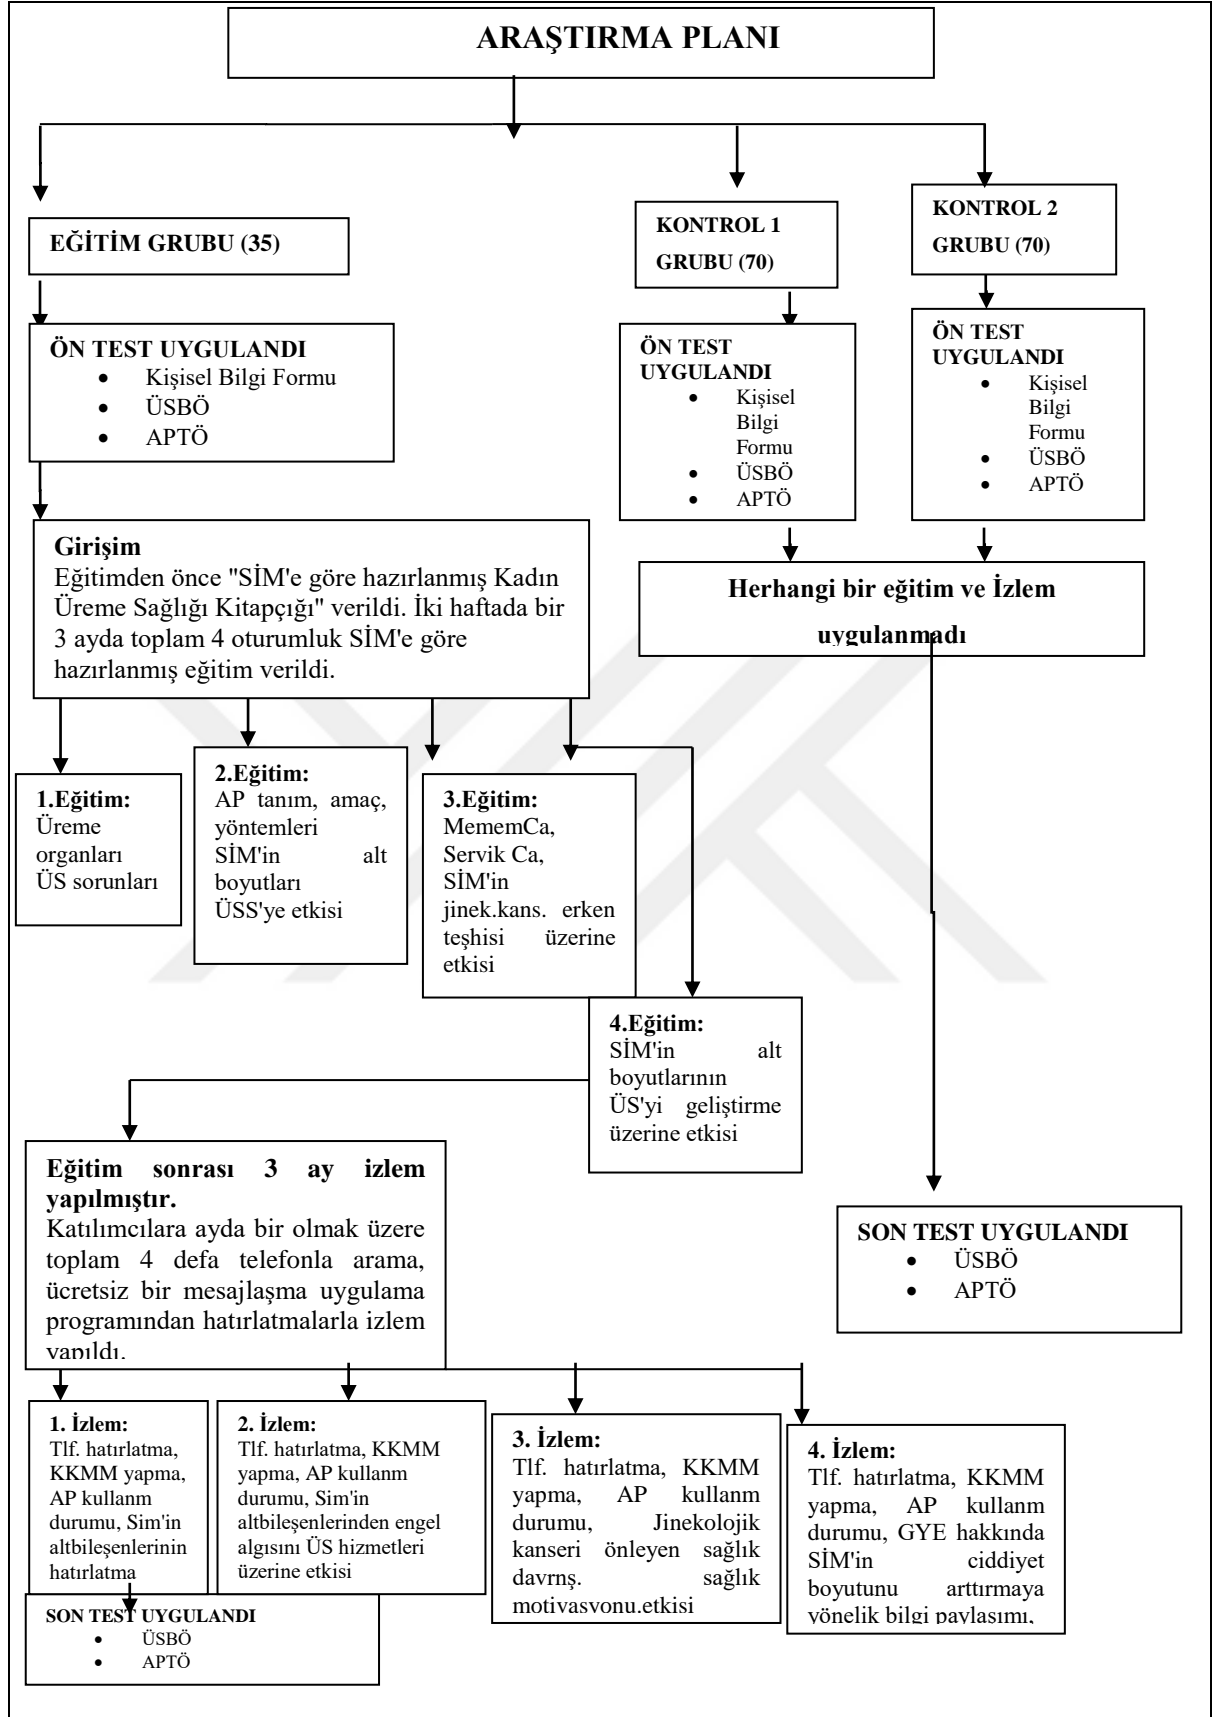 ARAŞTIRMA PLANI
EĞİTİM GRUBU (35)
KONTROL 1
GRUBU (70)
KONTROL 2
GRUBU (70)
ÖN TEST UYGULANDI
• Kişisel Bilgi Formu
• ÜSBÖ
• APTÖ
ÖN TEST
UYGULANDI
• Kişisel
Bilgi
Formu
• ÜSBÖ
• APTÖ
ÖN TEST
UYGULANDI
• Kişisel
Bilgi
Formu
• ÜSBÖ
• APTÖ
Girişim
Eğitimden önce "SİM'e göre hazırlanmış Kadın
Üreme Sağlığı Kitapçığı" verildi. İki haftada bir
3 ayda toplam 4 oturumluk SİM'e göre
hazırlanmış eğitim verildi.
Herhangi bir eğitim ve İzlem
uygulanmadı
1.Eğitim:
Üreme
organları
ÜS sorunları
2.Eğitim:
AP tanım, amaç,
yöntemleri
SİM'in alt
boyutları
ÜSS'ye etkisi
3.Eğitim:
MememCa,
Servik Ca,
SİM'in
jinek.kans. erken
teşhisi üzerine
etkisi
4.Eğitim:
SİM'in alt
boyutlarının
ÜS'yi geliştirme
üzerine etkisi
Eğitim sonrası 3 ay izlem
yapılmıştır.
Katılımcılara ayda bir olmak üzere
toplam 4 defa telefonla arama,
ücretsiz bir mesajlaşma uygulama
programından hatırlatmalarla izlem
yapıldı.
SON TEST UYGULANDI
• ÜSBÖ
• APTÖ
1. İzlem:
Tlf. hatırlatma,
KKMM yapma,
AP kullanm
durumu, Sim'in
altbileşenlerinin
hatırlatma
2. İzlem:
Tlf. hatırlatma, KKMM
yapma, AP kullanm
durumu, Sim'in
altbileşenlerinden engel
algısını ÜS hizmetleri
üzerine etkisi
3. İzlem:
Tlf. hatırlatma, KKMM
yapma, AP kullanm
durumu, Jinekolojik
kanseri önleyen sağlık
davrnş. sağlık
motivasvonu.etkisi
4. İzlem:
Tlf. hatırlatma, KKMM
yapma, AP kullanm
durumu, GYE hakkında
SİM'in ciddiyet
boyutunu arttırmaya
yönelik bilgi paylaşımı,
SON TEST UYGULANDI
• ÜSBÖ
• APTÖ